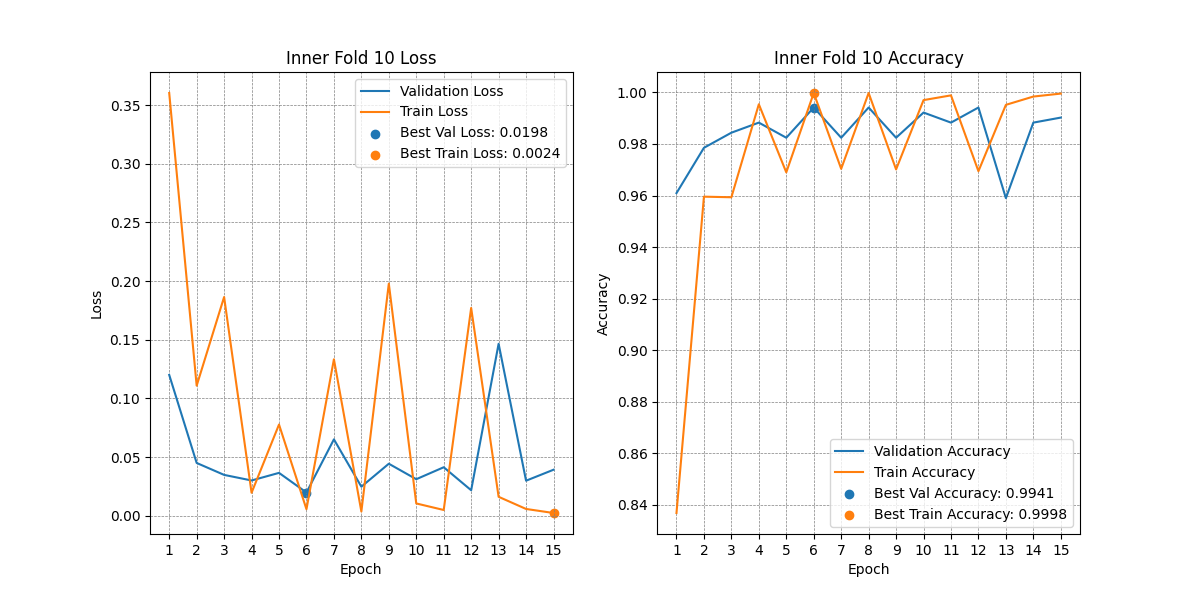 Inner Fold 10 Loss
Validation Loss
Train Loss
Best Val Loss: 0.0198
Best Train Loss: 0.0024
0.35
0.30
0.25
0.20
0.15
0.10
0.05
0.00
Loss
1 2 3 4 5 6 7 8 9 10 11 12 13 14 15
Epoch
Inner Fold 10 Accuracy
1.00
0.98
0.96
0.94
0.92
0.90
0.88
0.86
0.84
Accuracy
Validation Accuracy
Train Accuracy
Best Val Accuracy: 0.9941
Best Train Accuracy: 0.9998
1 2 3 4 5 6 7 8 9 10 11 12 13 14 15
Epoch